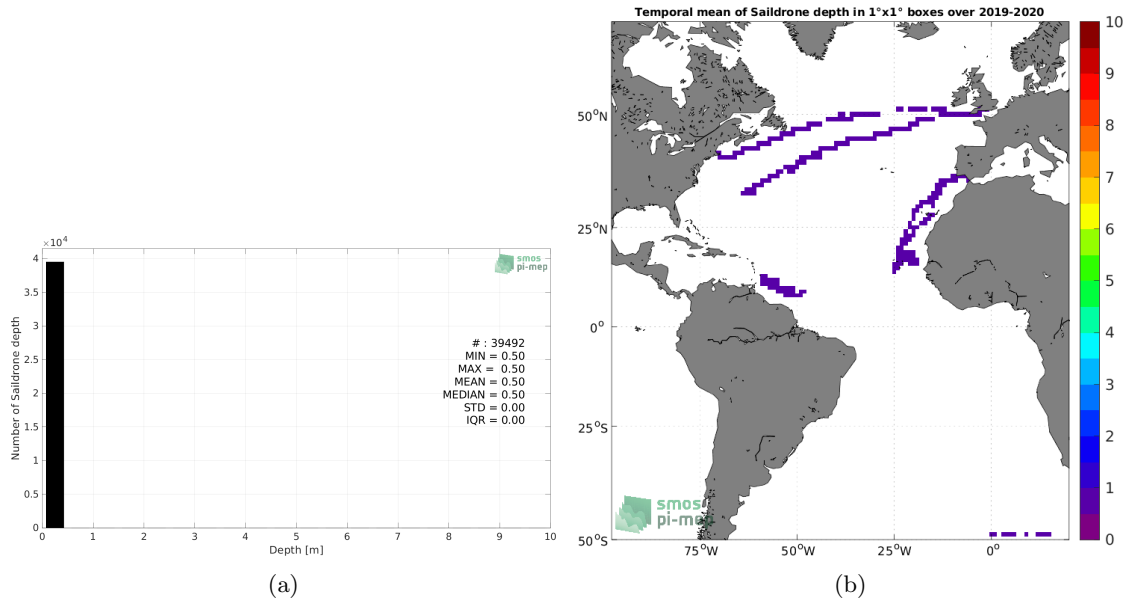 ×10⁴
4
3.5
3
2.5
2
1.5
1
0.5
0
Number of Saildrone depth
smos
pi-mep
# : 39492
MIN = 0.50
MAX = 0.50
MEAN = 0.50
MEDIAN = 0.50
STD = 0.00
IQR = 0.00
0 1 2 3 4 5 6 7 8 9 10
Depth [m]
(a)
Temporal mean of Saildrone depth in 1°x1° boxes over 2019-2020
50°N
25°N
0°
25°S
50°S
75°W 50°W 25°W 0°
smos
pi-mep
10
9
8
7
6
5
4
3
2
1
0
(b)